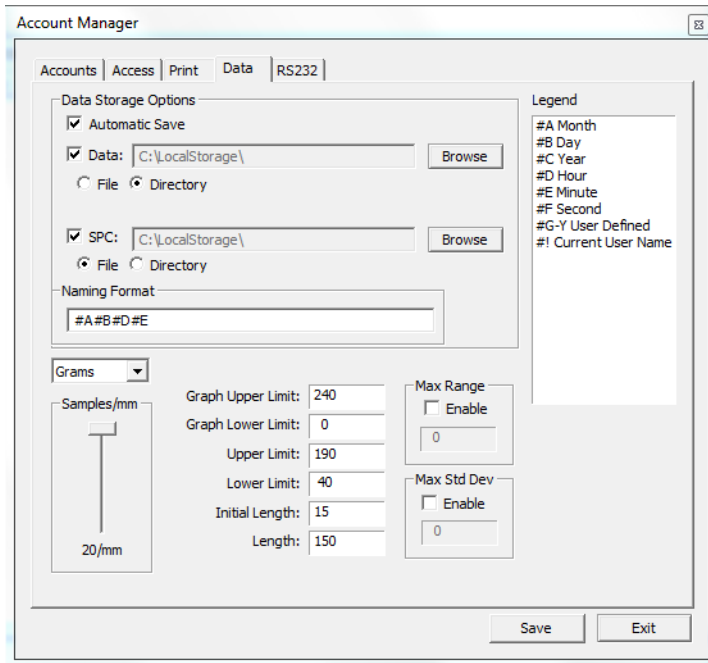 Account Manager
Accounts Access Print Data RS232
Data Storage Options
Automatic Save
Data: C:\LocalStorage\ Browse
File Directory
SPC: C:\LocalStorage\ Browse
File Directory
Naming Format
#A#B#D#E
Legend
#A Month
#B Day
#C Year
#D Hour
#E Minute
#F Second
#G-Y User Defined
#! Current User Name
Grams
Samples/mm
20/mm
Graph Upper Limit: 240
Graph Lower Limit: 0
Upper Limit: 190
Lower Limit: 40
Initial Length: 15
Length: 150
Max Range
Enable
0
Max Std Dev
Enable
0
Save Exit